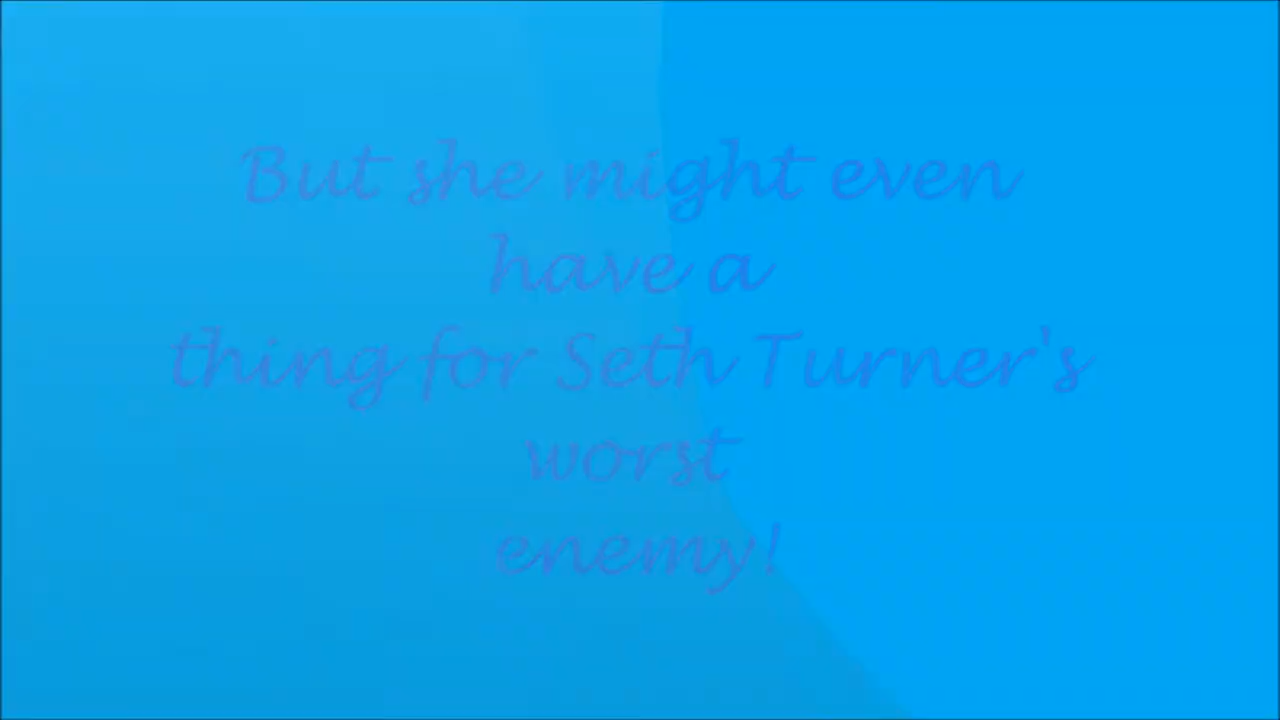 But she might even
have a
thing for Seth Turner's
worst
enemy!